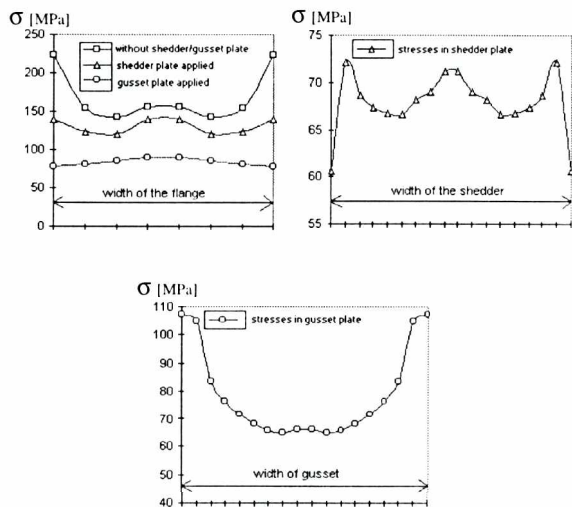 σ [MPa]
250
200
150
100
50
0
without shedder/gusset plate
shedder plate applied
gusset plate applied
width of the flange
σ [MPa]
75
70
65
60
55
stresses in shedder plate
width of the shedder
σ [MPa]
110
100
90
80
70
60
50
40
stresses in gusset plate
width of gusset